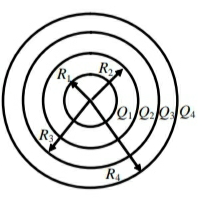 R₁
R₂
Q₁ Q₂ Q₃ Q₄
R₃
R₄